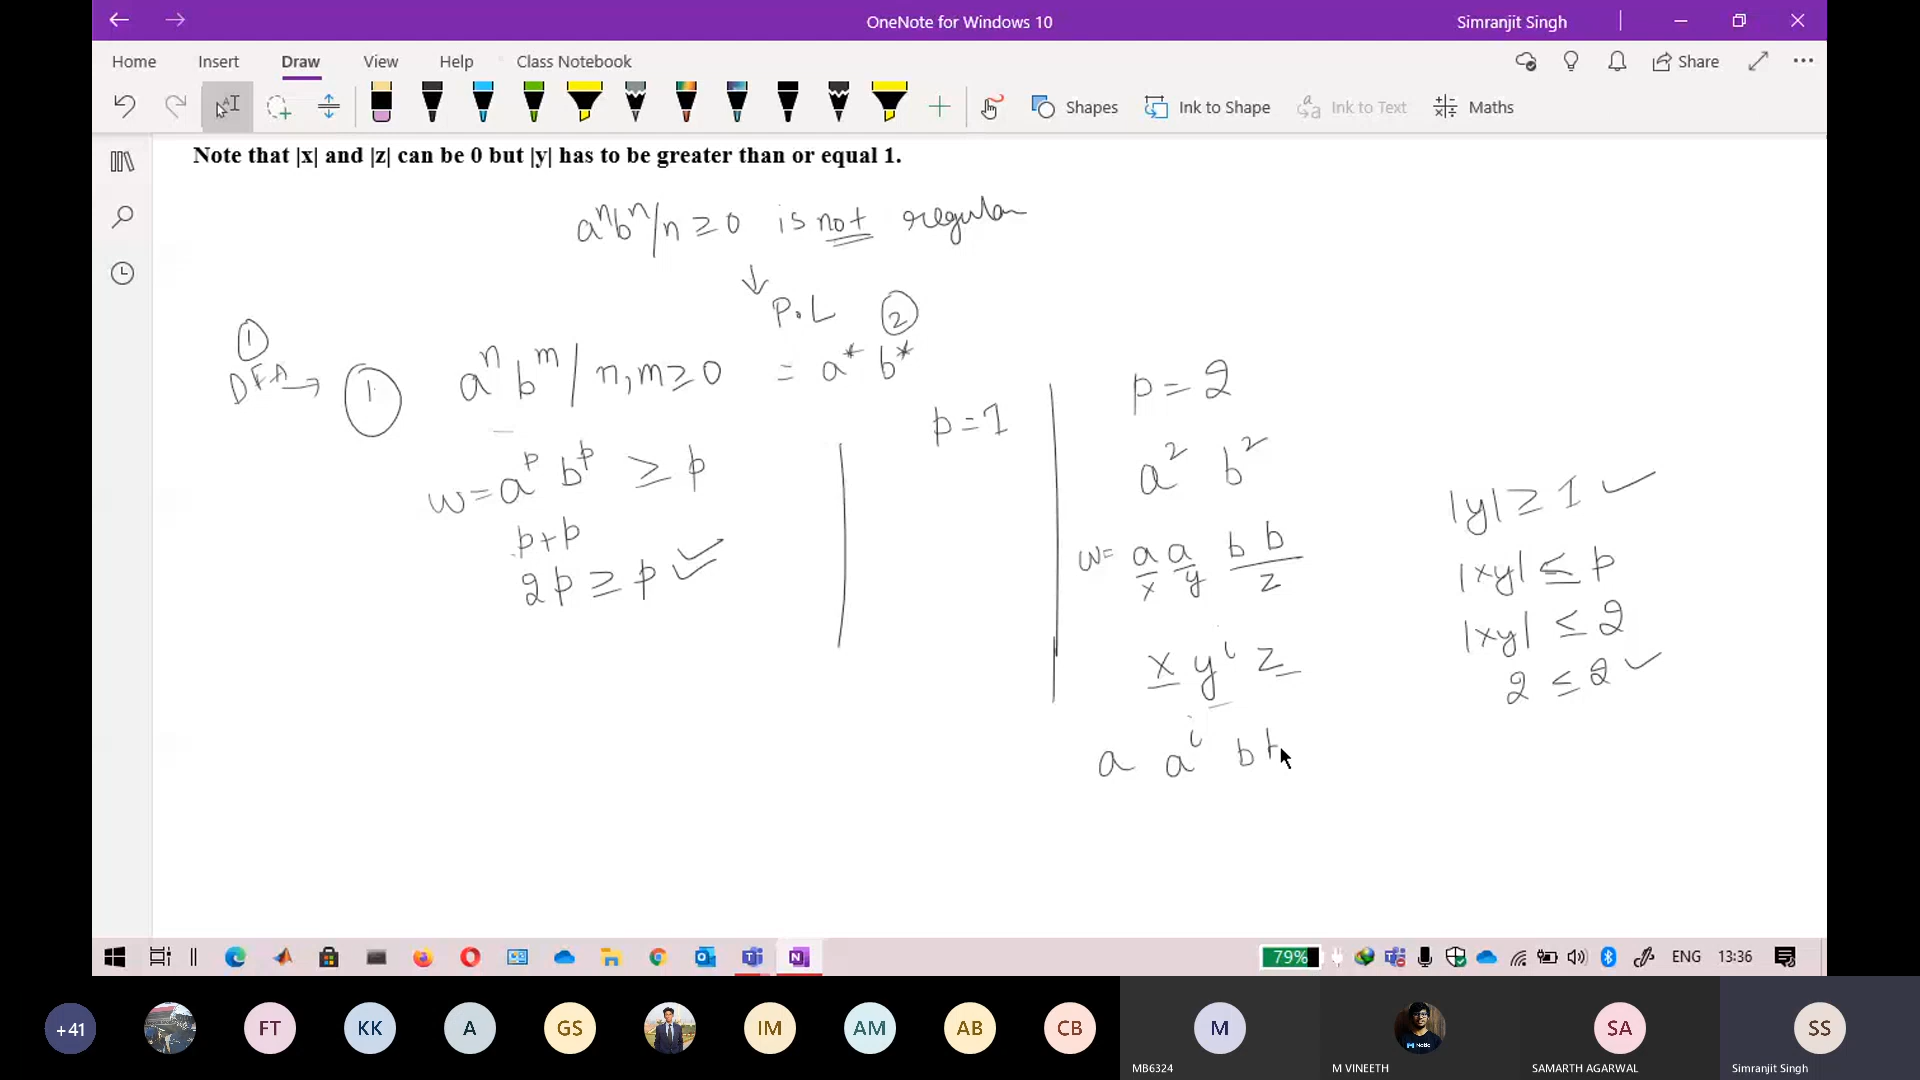 OneNote for Windows 10
Simranjit Singh
Home Insert Draw View Help Class Notebook
Share
Shapes Ink to Shape Ink to Text Maths
Note that |x| and |z| can be 0 but |y| has to be greater than or equal 1.
aⁿbⁿ/n ≥ 0 is not regular
↓
P.L ②
①
DFA →
① aⁿ bᵐ / n,m ≥ 0 = a* b*
w = aᵖ bᵖ ≥ p
p+p
2p ≥ p ✓
p = 1
p = 2
a² b²
w = a a b b
x y z
x yⁱ z
a aⁱ b
|y| ≥ 1 ✓
|xy| ≤ p
|xy| ≤ 2
2 ≤ 2 ✓
79%
ENG 13:36
+41
FT
KK
A
GS
IM
AM
AB
CB
M
MB6324
M VINEETH
SA
SAMARTH AGARWAL
SS
Simranjit Singh